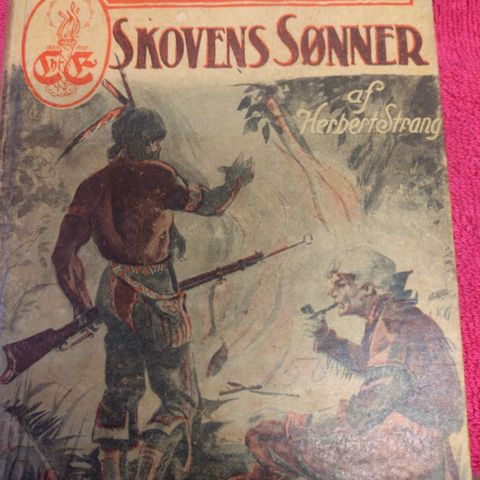 SKOVENS SØNNER
af
Herbert Strang